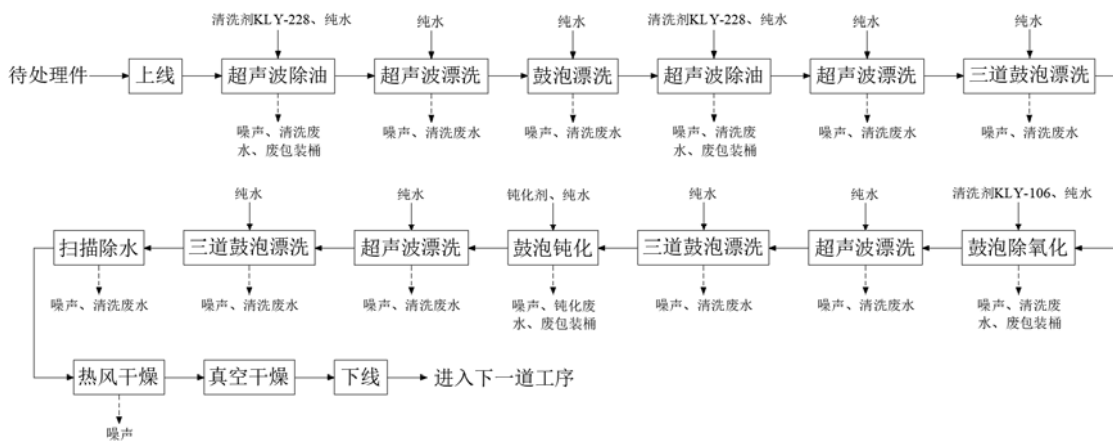 清洗剂KLY-228、纯水
纯水
纯水
清洗剂KLY-228、纯水
纯水
纯水
待处理件
上线
超声波除油
超声波漂洗
鼓泡漂洗
超声波除油
超声波漂洗
三道鼓泡漂洗
噪声、清洗废
水、废包装桶
噪声、清洗废水
噪声、清洗废水
噪声、清洗废
水、废包装桶
噪声、清洗废水
噪声、清洗废水
纯水
纯水
钝化剂、纯水
纯水
纯水
清洗剂KLY-106、纯水
扫描除水
三道鼓泡漂洗
超声波漂洗
鼓泡钝化
三道鼓泡漂洗
超声波漂洗
鼓泡除氧化
噪声、清洗废水
噪声、清洗废水
噪声、清洗废水
噪声、钝化废
水、废包装桶
噪声、清洗废水
噪声、清洗废水
噪声、清洗废
水、废包装桶
热风干燥
真空干燥
下线
进入下一道工序
噪声